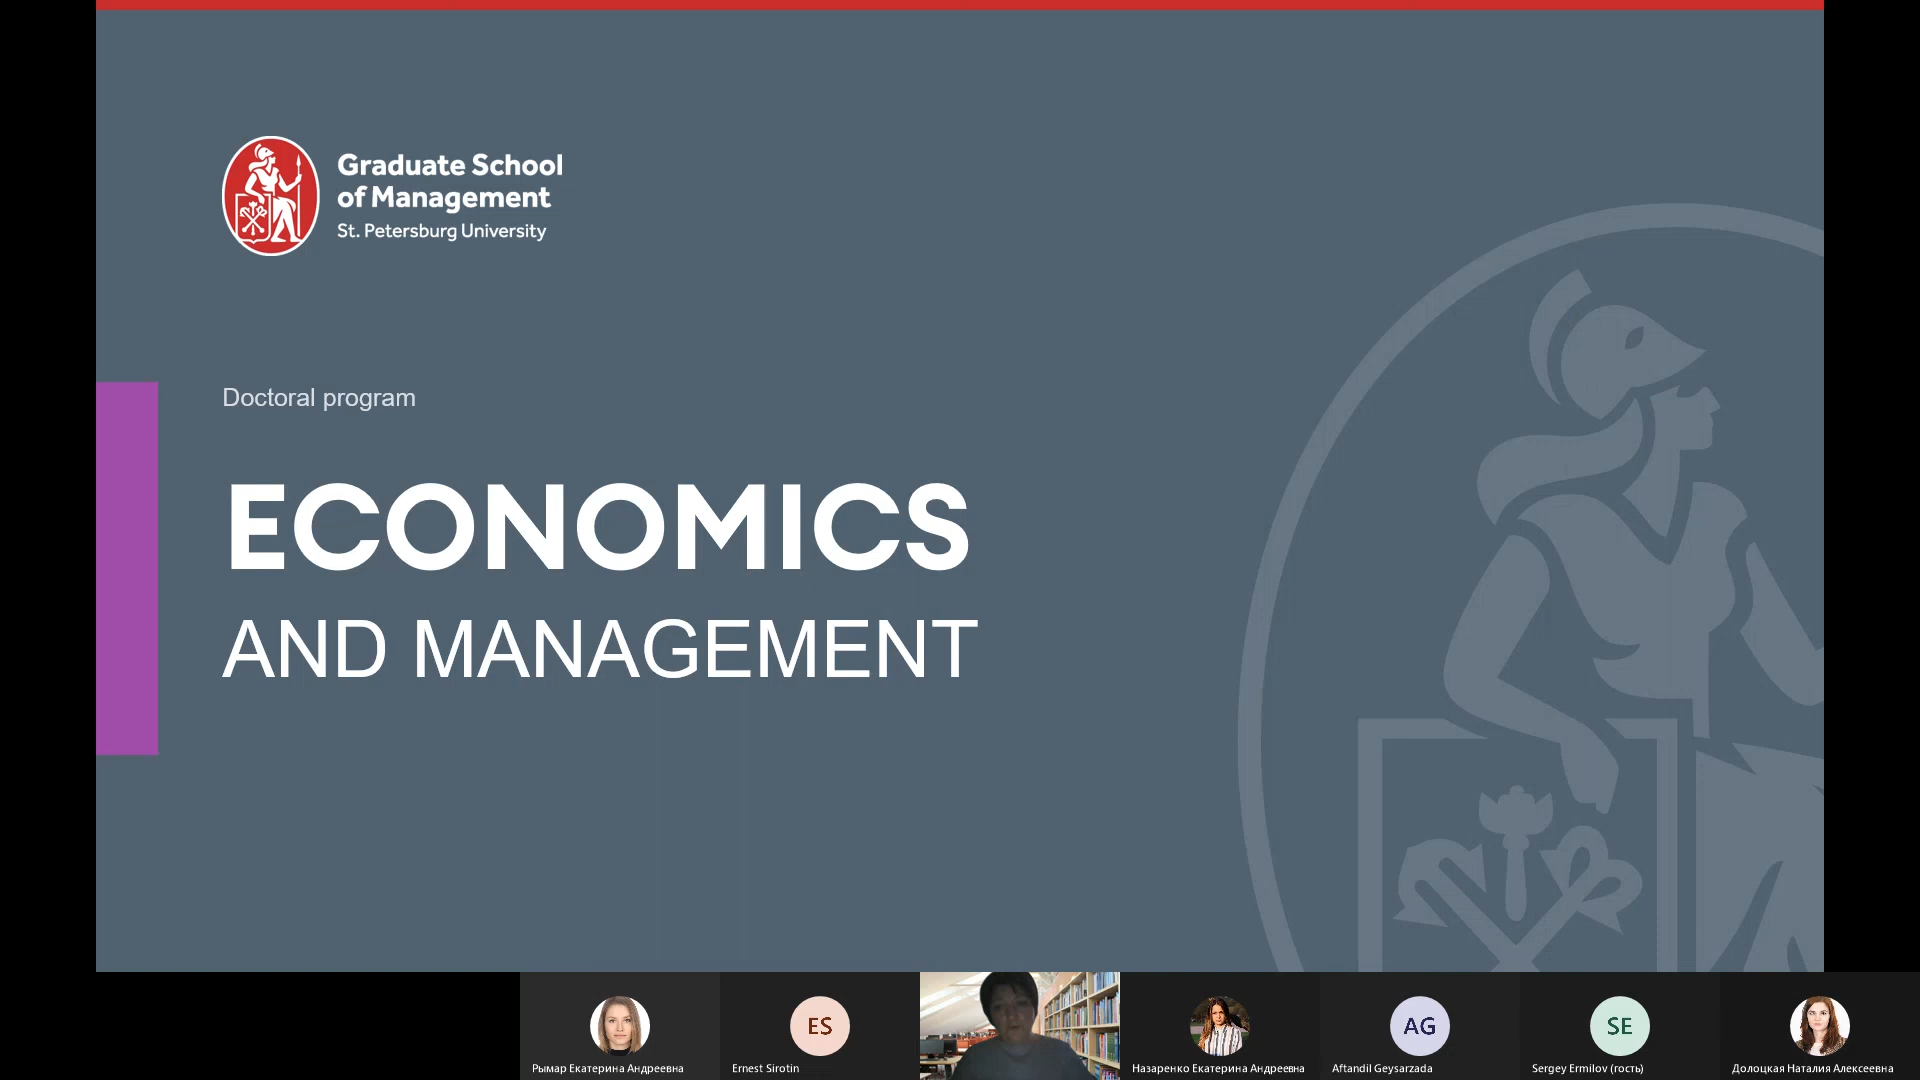 Graduate School
of Management
St. Petersburg University
Doctoral program
ECONOMICS
AND MANAGEMENT
ES
AG
SE
Рымар Екатерина Андреевна
Ernest Sirotin
Назаренко Екатерина Андреевна
Aftandil Geysarzada
Sergey Ermilov (гость)
Долоцкая Наталия Алексеевна